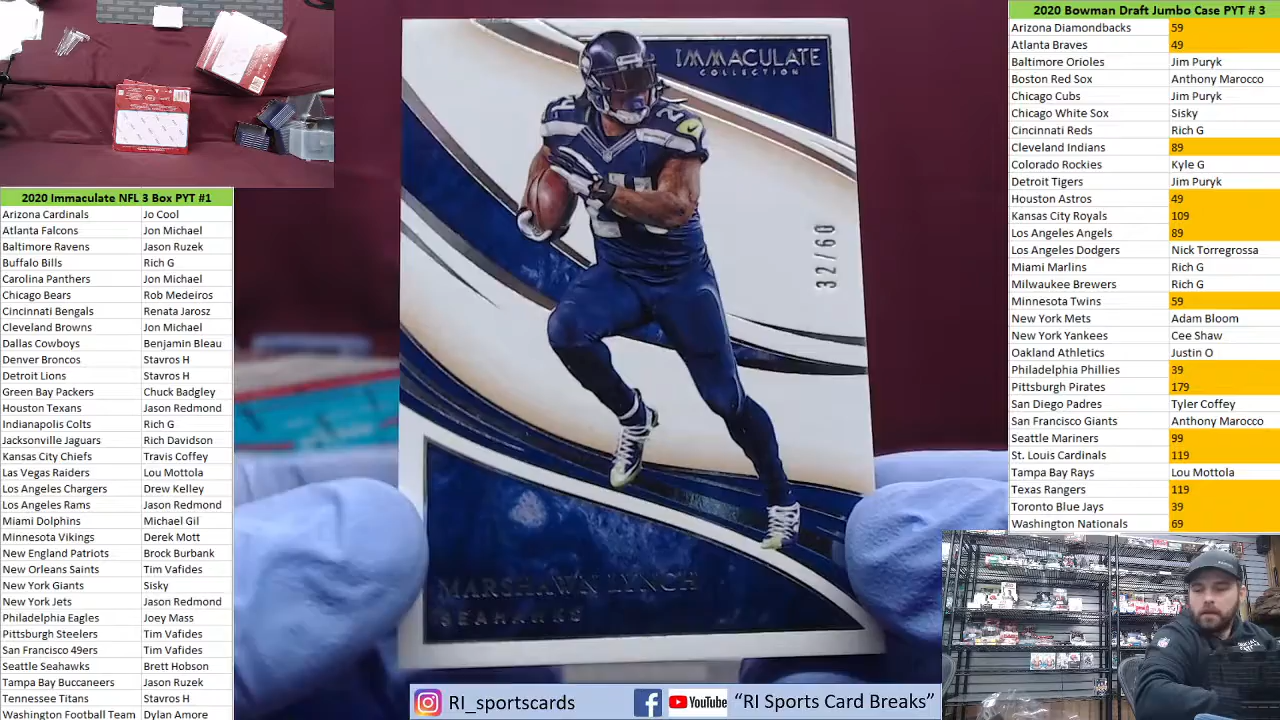 2020 Immaculate NFL 3 Box PYT #1
Arizona Cardinals Jo Cool
Atlanta Falcons Jon Michael
Baltimore Ravens Jason Ruzek
Buffalo Bills Rich G
Carolina Panthers Jon Michael
Chicago Bears Rob Medeiros
Cincinnati Bengals Renata Jarosz
Cleveland Browns Jon Michael
Dallas Cowboys Benjamin Bleau
Denver Broncos Stavros H
Detroit Lions Stavros H
Green Bay Packers Chuck Badgley
Houston Texans Jason Redmond
Indianapolis Colts Rich G
Jacksonville Jaguars Rich Davidson
Kansas City Chiefs Travis Coffey
Las Vegas Raiders Lou Mottola
Los Angeles Chargers Drew Kelley
Los Angeles Rams Jason Redmond
Miami Dolphins Michael Gil
Minnesota Vikings Derek Mott
New England Patriots Brock Burbank
New Orleans Saints Tim Vafides
New York Giants Sisky
New York Jets Jason Redmond
Philadelphia Eagles Joey Mass
Pittsburgh Steelers Tim Vafides
San Francisco 49ers Tim Vafides
Seattle Seahawks Brett Hobson
Tampa Bay Buccaneers Jason Ruzek
Tennessee Titans Stavros H
Washington Football Team Dylan Amore
IMMACULATE
COLLECTION
32/60
MARSHAWN LYNCH
SEAHAWKS
RI_sportscards YouTube "RI Sports Card Breaks"
2020 Bowman Draft Jumbo Case PYT # 3
Arizona Diamondbacks 59
Atlanta Braves 49
Baltimore Orioles Jim Puryk
Boston Red Sox Anthony Marocco
Chicago Cubs Jim Puryk
Chicago White Sox Sisky
Cincinnati Reds Rich G
Cleveland Indians 89
Colorado Rockies Kyle G
Detroit Tigers Jim Puryk
Houston Astros 49
Kansas City Royals 109
Los Angeles Angels 89
Los Angeles Dodgers Nick Torregrossa
Miami Marlins Rich G
Milwaukee Brewers Rich G
Minnesota Twins 59
New York Mets Adam Bloom
New York Yankees Cee Shaw
Oakland Athletics Justin O
Philadelphia Phillies 39
Pittsburgh Pirates 179
San Diego Padres Tyler Coffey
San Francisco Giants Anthony Marocco
Seattle Mariners 99
St. Louis Cardinals 119
Tampa Bay Rays Lou Mottola
Texas Rangers 119
Toronto Blue Jays 39
Washington Nationals 69